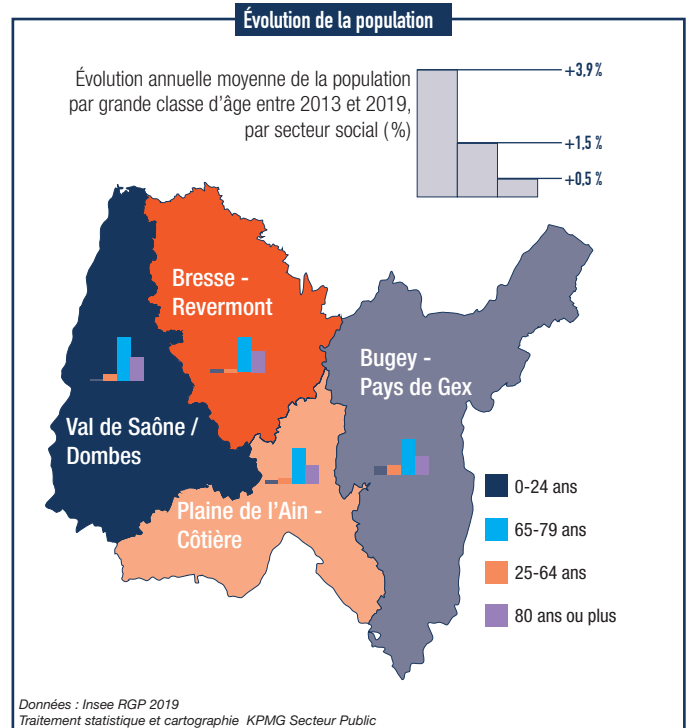 Évolution de la population
Évolution annuelle moyenne de la population
par grande classe d’âge entre 2013 et 2019,
par secteur social (%)
+3,9 %
+1,5 %
+0,5 %
Bresse -
Revermont
Bugey -
Pays de Gex
Val de Saône /
Dombes
Plaine de l’Ain -
Côtière
0-24 ans
65-79 ans
25-64 ans
80 ans ou plus
Données : Insee RGP 2019
Traitement statistique et cartographie KPMG Secteur Public